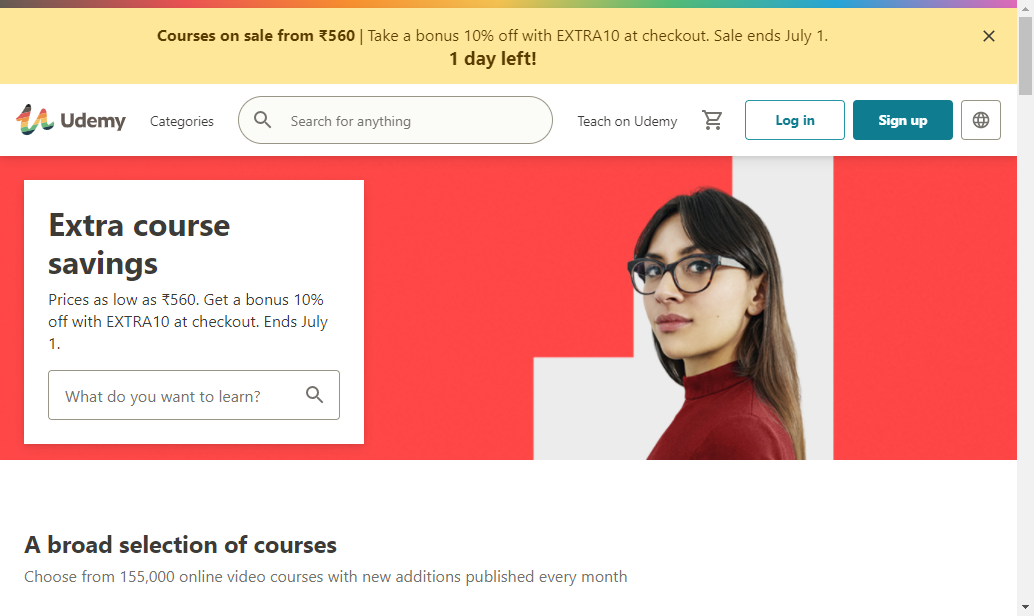 Courses on sale from ₹560 | Take a bonus 10% off with EXTRA10 at checkout. Sale ends July 1.
1 day left!
Udemy
Categories
Search for anything
Teach on Udemy
Log in
Sign up
Extra course
savings
Prices as low as ₹560. Get a bonus 10%
off with EXTRA10 at checkout. Ends July
1.
What do you want to learn?
A broad selection of courses
Choose from 155,000 online video courses with new additions published every month